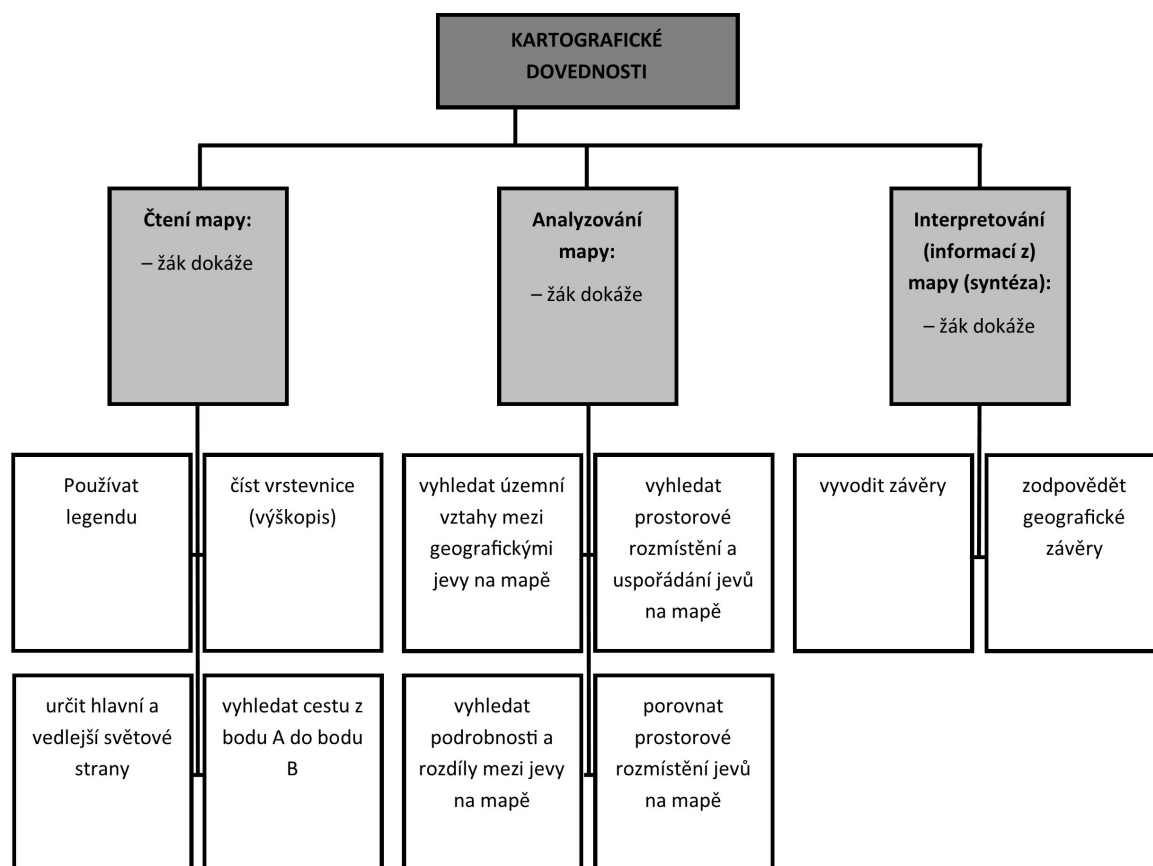 KARTOGRAFICKÉ
DOVEDNOSTI
Čtení mapy:
– žák dokáže
Analyzování
mapy:
– žák dokáže
Interpretování
(informací z)
mapy (syntéza):
– žák dokáže
Používat
legendu
číst vrstevnice
(výškopis)
vyhledat územní
vztahy mezi
geografickými
jevy na mapě
vyhledat
prostorové
rozmístění a
uspořádání jevů
na mapě
vyvodit závěry
zodpovědět
geografické
závěry
určit hlavní a
vedlejší světové
strany
vyhledat cestu z
bodu A do bodu
B
vyhledat
podrobnosti a
rozdíly mezi jevy
na mapě
porovnat
prostorové
rozmístění jevů
na mapě